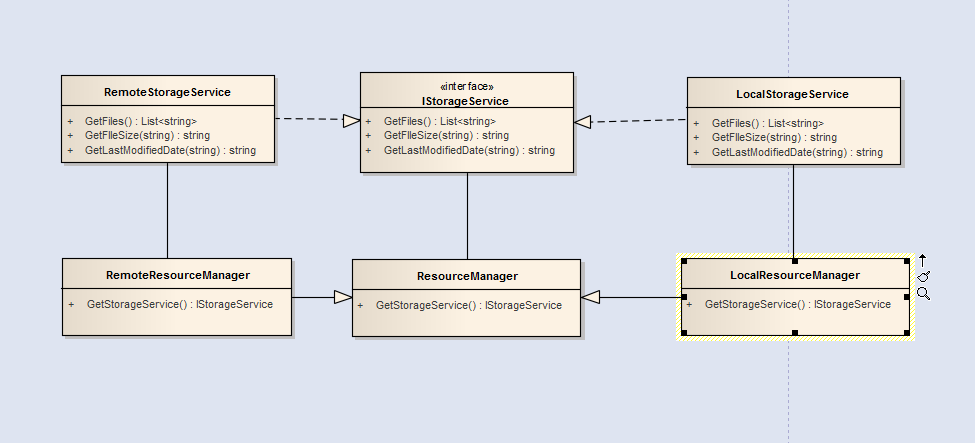 RemoteStorageService
+ GetFiles() : List<string>
+ GetFIleSize(string) : string
+ GetLastModifiedDate(string) : string
«interface»
IStorageService
+ GetFiles() : List<string>
+ GetFIleSize(string) : string
+ GetLastModifiedDate(string) : string
LocalStorageService
+ GetFiles() : List<string>
+ GetFIleSize(string) : string
+ GetLastModifiedDate(string) : string
RemoteResourceManager
+ GetStorageService() : IStorageService
ResourceManager
+ GetStorageService() : IStorageService
LocalResourceManager
+ GetStorageService() : IStorageService